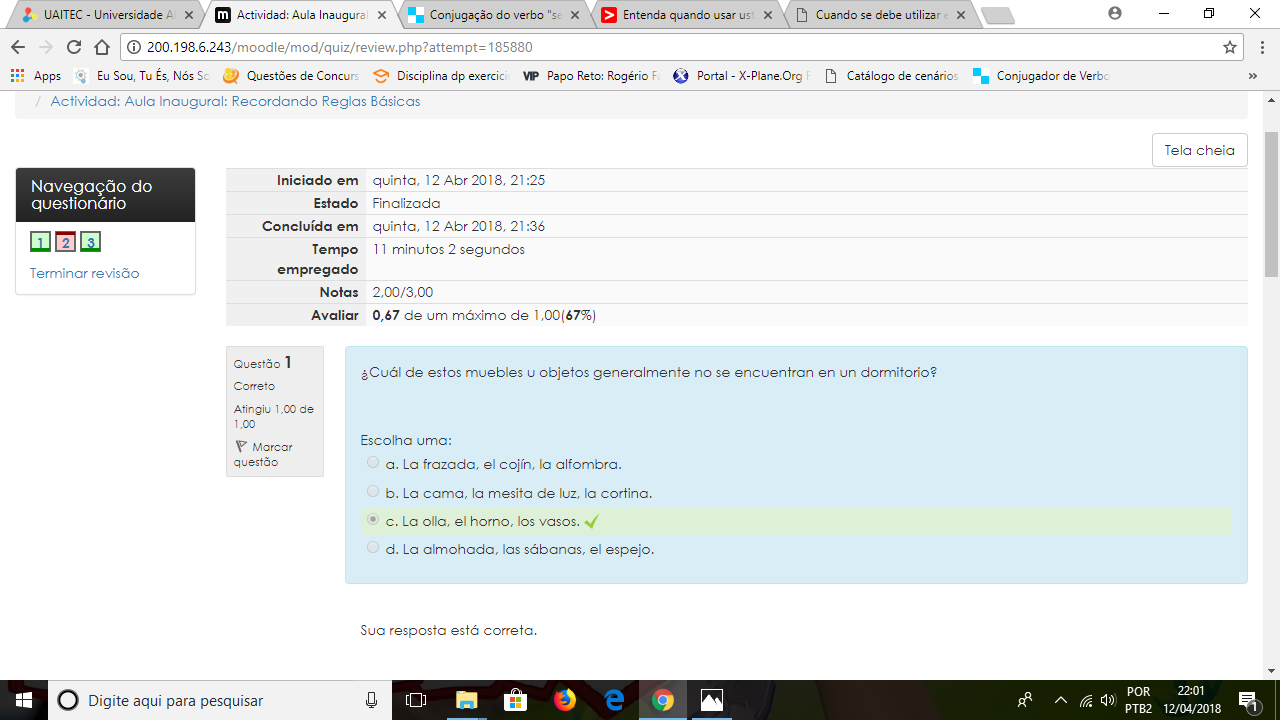 UAITEC - Universidade Al
Actividad: Aula Inaugural
Conjugação do verbo "se
Entenda quando usar ust
Cuando se debe utilizar e
200.198.6.243/moodle/mod/quiz/review.php?attempt=185880
Apps
Eu Sou, Tu És, Nós So
Questões de Concurs
Disciplina dp exercici
VIP Papo Reto: Rogério Fa
Portal - X-Plane.Org F
Catálogo de cenários
Conjugador de Verbo
»
/ Actividad: Aula Inaugural: Recordando Reglas Básicas
Tela cheia
Navegação do
questionário
1 2 3
Terminar revisão
Iniciado em quinta, 12 Abr 2018, 21:25
Estado Finalizada
Concluída em quinta, 12 Abr 2018, 21:36
Tempo 11 minutos 2 segundos
empregado
Notas 2,00/3,00
Avaliar 0,67 de um máximo de 1,00(67%)
Questão 1
Correto
Atingiu 1,00 de
1,00
Marcar
questão
¿Cuál de estos muebles u objetos generalmente no se encuentran en un dormitorio?
Escolha uma:
a. La frazada, el cojín, la alfombra.
b. La cama, la mesita de luz, la cortina.
c. La olla, el horno, los vasos.
d. La almohada, las sábanas, el espejo.
Sua resposta está correta.
Digite aqui para pesquisar
POR
PTB2
22:01
12/04/2018
1